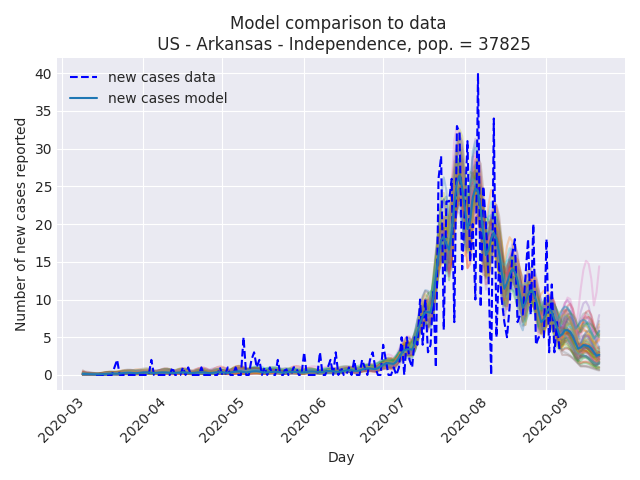 Model comparison to data
US - Arkansas - Independence, pop. = 37825
new cases data
new cases model
Number of new cases reported
40
35
30
25
20
15
10
5
0
2020-03
2020-04
2020-05
2020-06
2020-07
2020-08
2020-09
Day